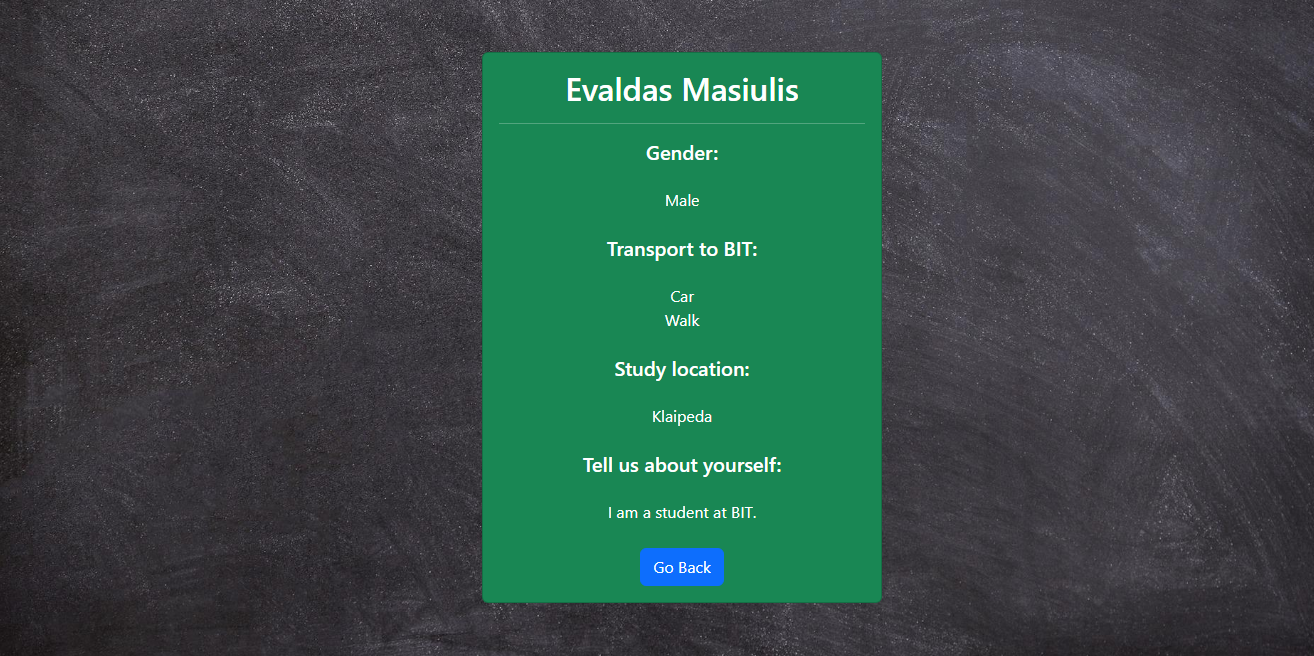 Evaldas Masiulis
Gender:
Male
Transport to BIT:
Car
Walk
Study location:
Klaipeda
Tell us about yourself:
I am a student at BIT.
Go Back